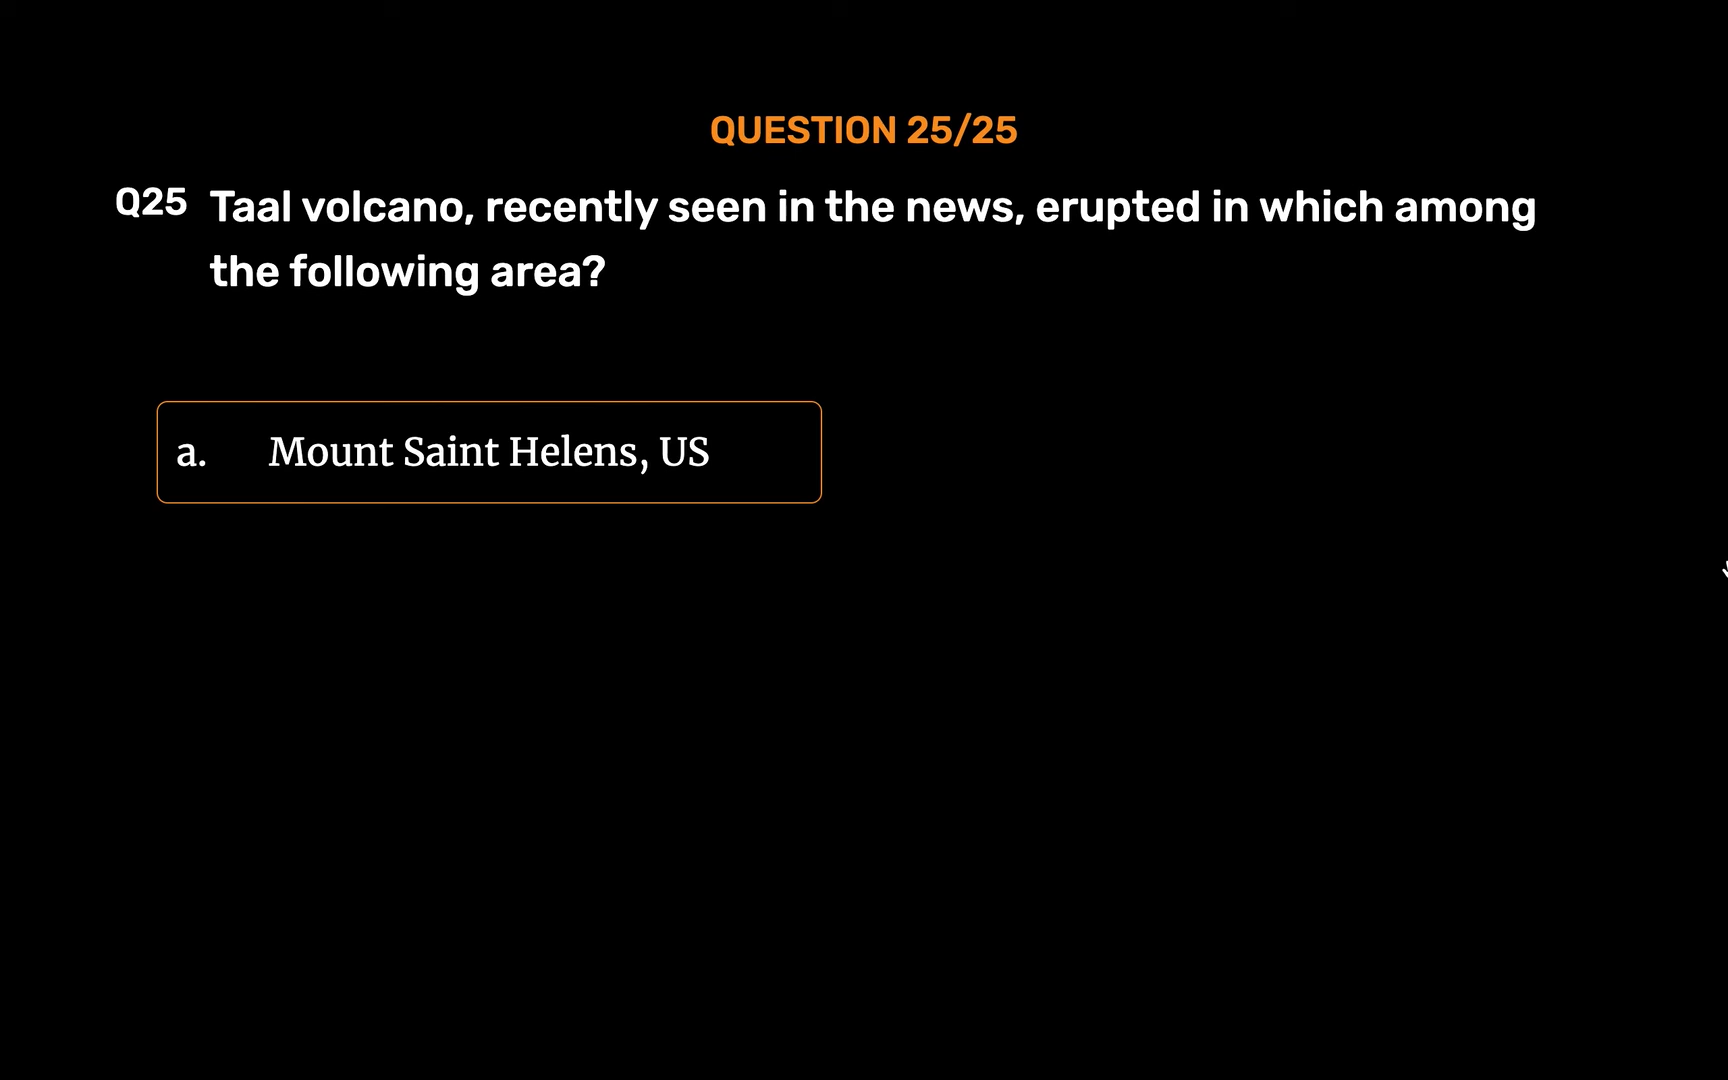 QUESTION 25/25
Q25 Taal volcano, recently seen in the news, erupted in which among
the following area?
a. Mount Saint Helens, US